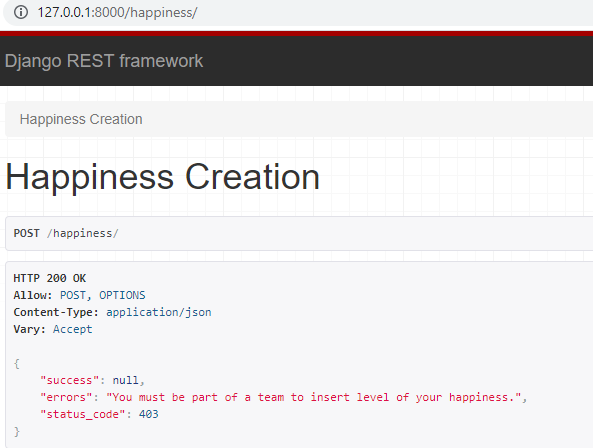 127.0.0.1:8000/happiness/
Django REST framework
Happiness Creation
Happiness Creation
POST /happiness/
HTTP 200 OK
Allow: POST, OPTIONS
Content-Type: application/json
Vary: Accept
{
    "success": null,
    "errors": "You must be part of a team to insert level of your happiness.",
    "status_code": 403
}